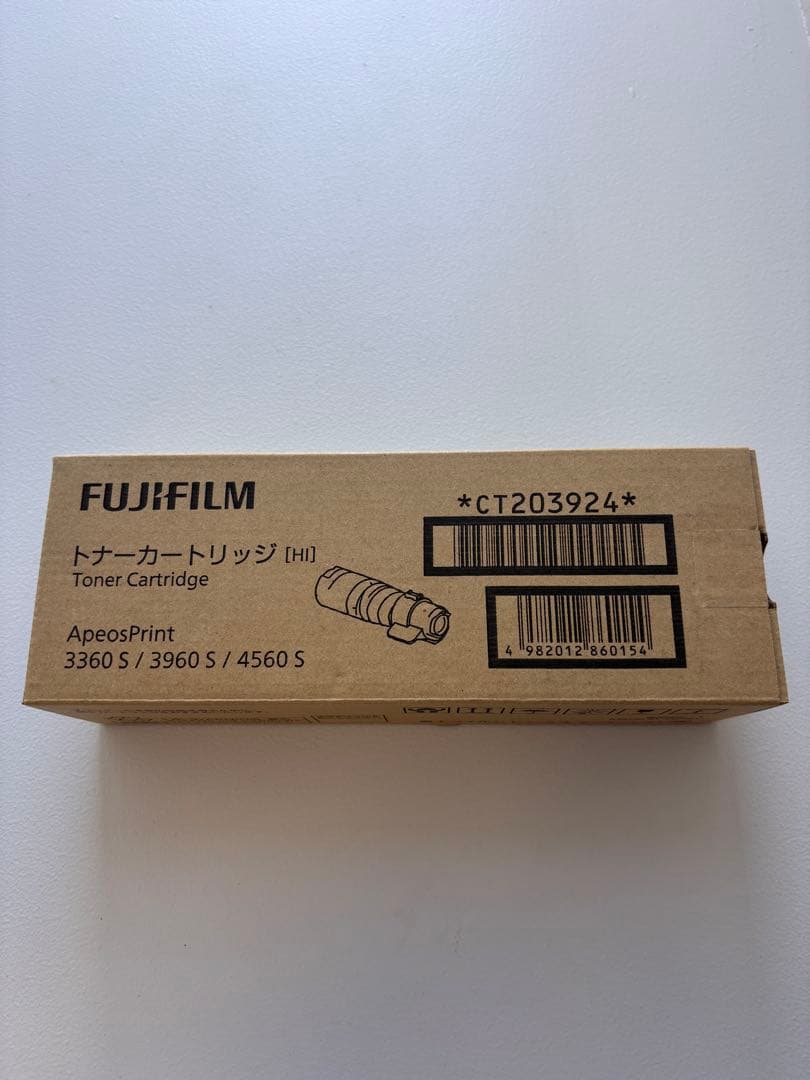 FUJIFILM
トナーカートリッジ [HI]
Toner Cartridge
ApeosPrint
3360 S / 3960 S / 4560 S
*CT203924*
4 982012 860154